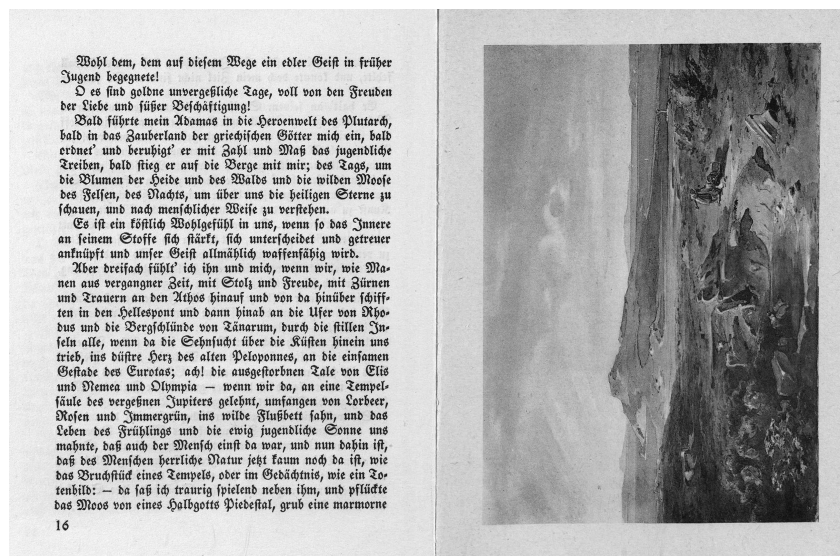 Wohl dem, dem auf diesem Wege ein edler Geist in früher
Jugend begegnete!
O es sind goldne unvergeßliche Tage, voll von den Freuden
der Liebe und süßer Beschäftigung!
Bald führte mein Adamas in die Heroenwelt des Plutarch,
bald in das Zauberland der griechischen Götter mich ein, bald
ordnet' und beruhigt' er mit Zahl und Maß das jugendliche
Treiben, bald stieg er auf die Berge mit mir; des Tags, um
die Blumen der Heide und des Walds und die wilden Moose
des Felsen, des Nachts, um über uns die heiligen Sterne zu
schauen, und nach menschlicher Weise zu verstehen.
Es ist ein köstlich Wohlgefühl in uns, wenn so das Innere
an seinem Stoffe sich stärkt, sich unterscheidet und getreuer
anknüpft und unser Geist allmählich waffenfähig wird.
Aber dreifach fühlt' ich ihn und mich, wenn wir, wie Ma-
nen aus vergangner Zeit, mit Stolz und Freude, mit Zürnen
und Trauern an den Athos hinauf und von da hinüber schiff-
ten in den Hellespont und dann hinab an die Ufer von Rho-
dus und die Bergschlünde von Tänarum, durch die stillen In-
seln alle, wenn da die Sehnsucht über die Küsten hinein uns
trieb, ins düstre Herz des alten Peloponnes, an die einsamen
Gestade des Eurotas; ach! die ausgestorbnen Tale von Elis
und Nemea und Olympia — wenn wir da, an eine Tempel-
säule des vergeßnen Jupiters gelehnt, umfangen von Lorbeer,
Rosen und Immergrün, ins wilde Flußbett sahn, und das
Leben des Frühlings und die ewig jugendliche Sonne uns
mahnte, daß auch der Mensch einst da war, und nun dahin ist,
daß des Menschen herrliche Natur jetzt kaum noch da ist, wie
das Bruchstück eines Tempels, oder im Gedächtnis, wie ein To-
tenbild: — da saß ich traurig spielend neben ihm, und pflückte
das Moos von eines Halbgotts Piedestal, grub eine marmorne
16